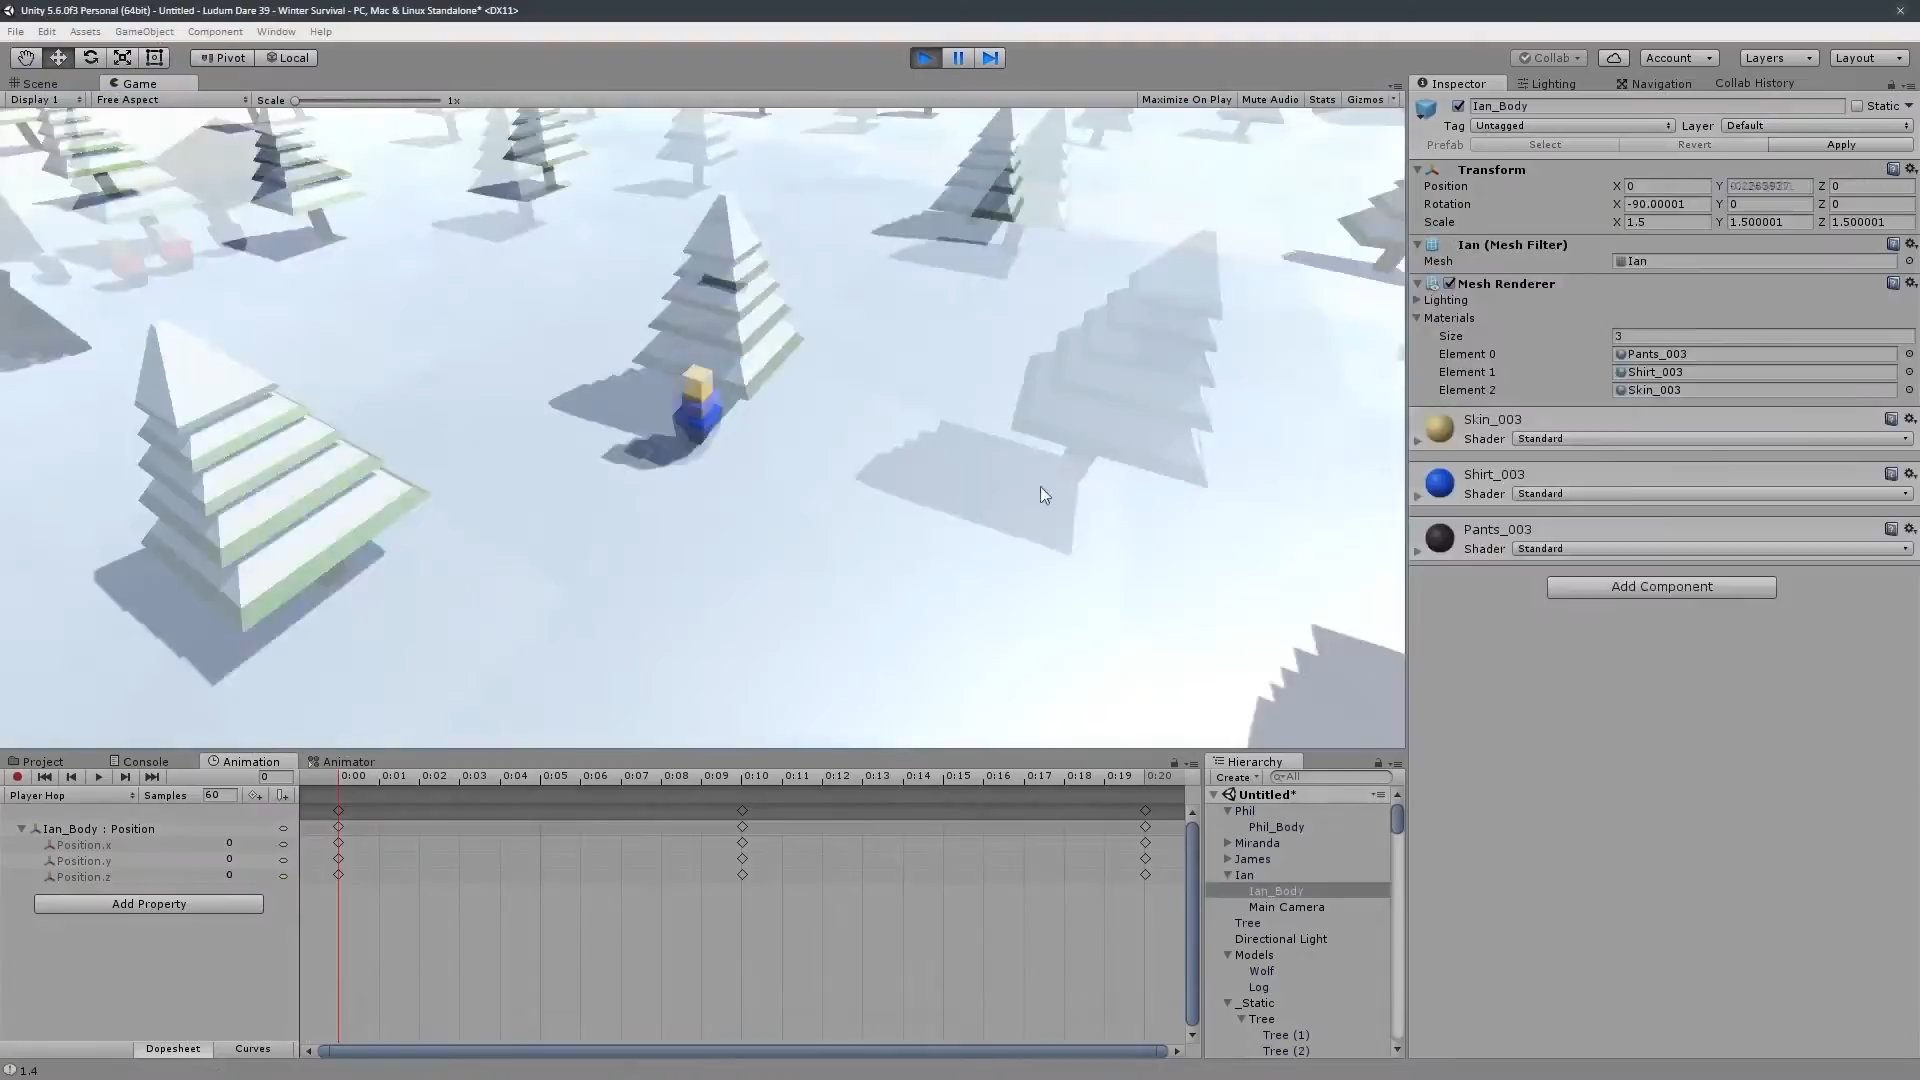 Unity 5.6.0f3 Personal (64bit) - Untitled - Ludum Dare 39 - Winter Survival - PC, Mac & Linux Standalone* <DX11>
File Edit Assets GameObject Component Window Help
Pivot Local Collab Account Layers Layout
Scene Game
Display 1 Free Aspect Scale 1x Maximize On Play Mute Audio Stats Gizmos
Inspector Lighting Navigation Collab History
Ian_Body Static
Tag Untagged Layer Default
Prefab Select Revert Apply
Transform
Position X 0 Y Z 0
Rotation X -90.00001 Y 0 Z 0
Scale X 1.5 Y 1.500001 Z 1.500001
Ian (Mesh Filter)
Mesh Ian
Mesh Renderer
Lighting
Materials
Size 3
Element 0 Pants_003
Element 1 Shirt_003
Element 2 Skin_003
Skin_003
Shader Standard
Shirt_003
Shader Standard
Pants_003
Shader Standard
Add Component
Project Console Animation Animator
0 0:00 0:01 0:02 0:03 0:04 0:05 0:06 0:07 0:08 0:09 0:10 0:11 0:12 0:13 0:14 0:15 0:16 0:17 0:18 0:19 0:20
Player Hop Samples 60
Ian_Body : Position
Position.x 0
Position.y 0
Position.z 0
Add Property
Dopesheet Curves
Hierarchy
Create All
Untitled*
Phil
Phil_Body
Miranda
James
Ian
Ian_Body
Main Camera
Tree
Directional Light
Models
Wolf
Log
_Static
Tree
Tree (1)
Tree (2)
1.4